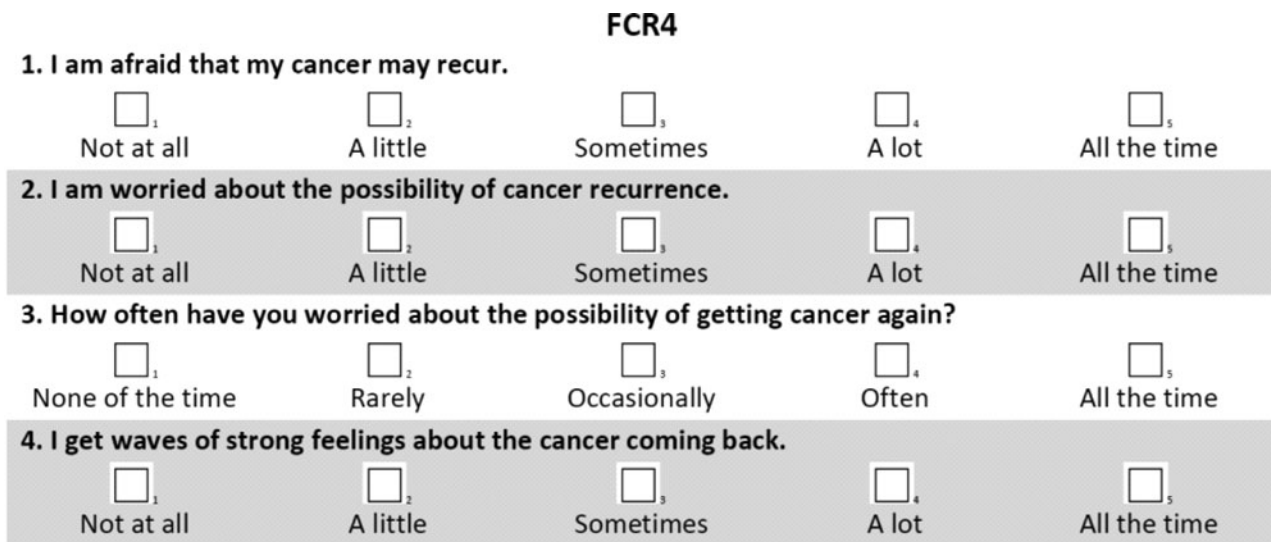 FCR4
1. I am afraid that my cancer may recur.
1 2 3 4 5
Not at all A little Sometimes A lot All the time
2. I am worried about the possibility of cancer recurrence.
1 2 3 4 5
Not at all A little Sometimes A lot All the time
3. How often have you worried about the possibility of getting cancer again?
1 2 3 4 5
None of the time Rarely Occasionally Often All the time
4. I get waves of strong feelings about the cancer coming back.
1 2 3 4 5
Not at all A little Sometimes A lot All the time